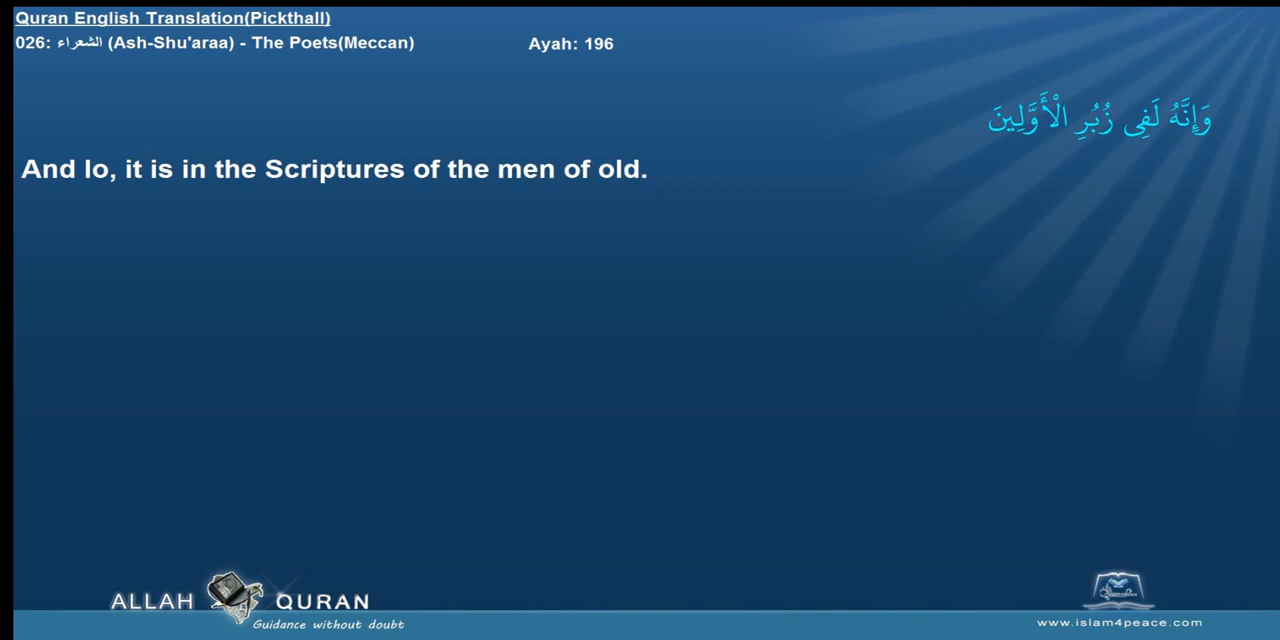 Quran English Translation(Pickthall)
026: الشعراء (Ash-Shu'araa) - The Poets(Meccan) Ayah: 196
وَإِنَّهُ لَفِى زُبُرِ الْأَوَّلِينَ
And lo, it is in the Scriptures of the men of old.
ALLAH QURAN
Guidance without doubt
www.islam4peace.com